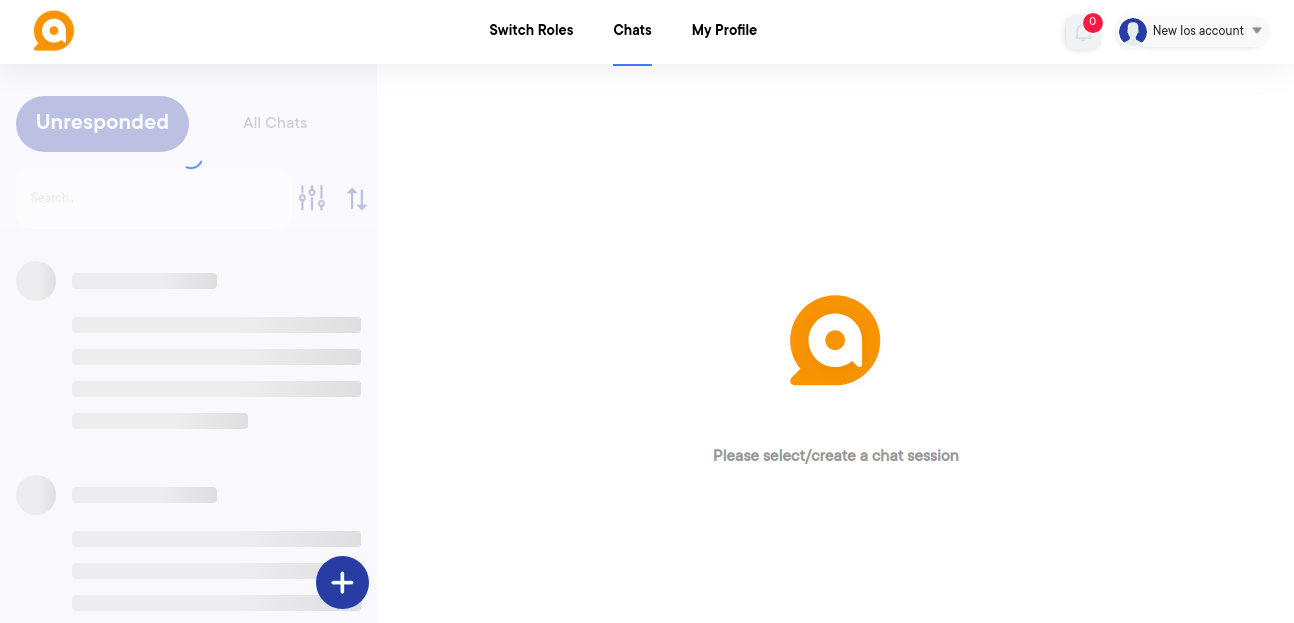 Switch Roles
Chats
My Profile
0
New Ios account
Unresponded
All Chats
Search..
Please select/create a chat session